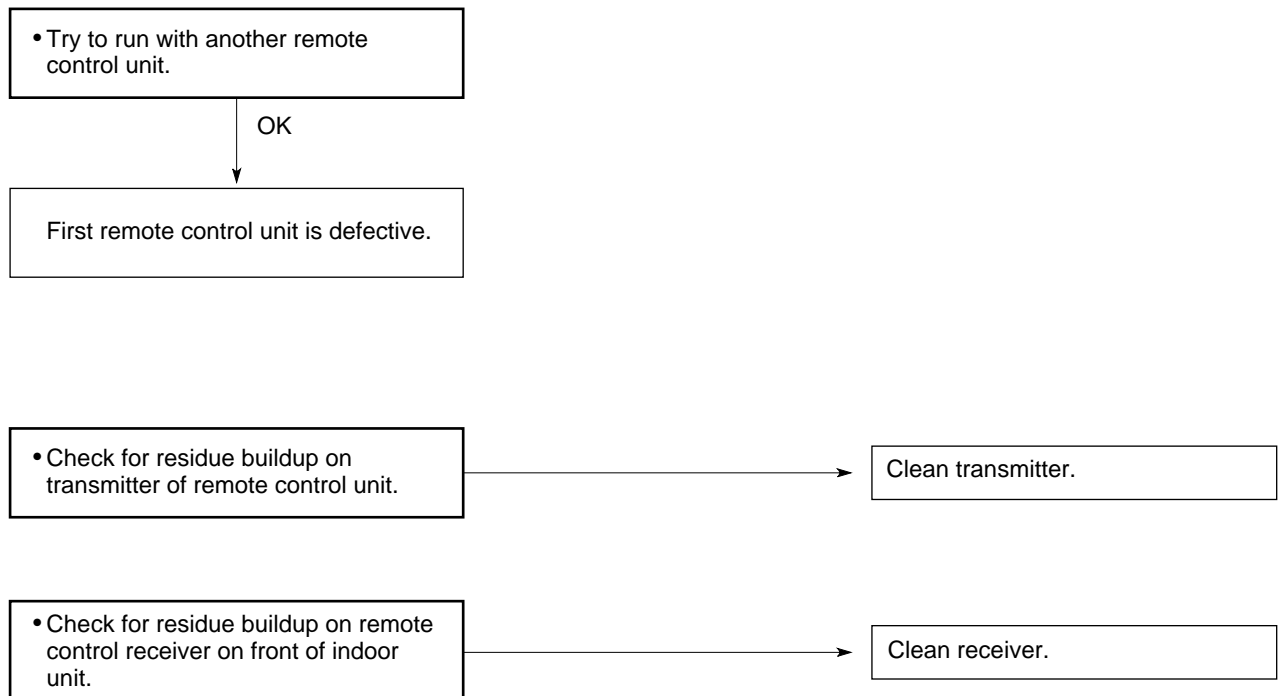 • Try to run with another remote
control unit.
OK
First remote control unit is defective.
• Check for residue buildup on
transmitter of remote control unit.
Clean transmitter.
• Check for residue buildup on remote
control receiver on front of indoor
unit.
Clean receiver.